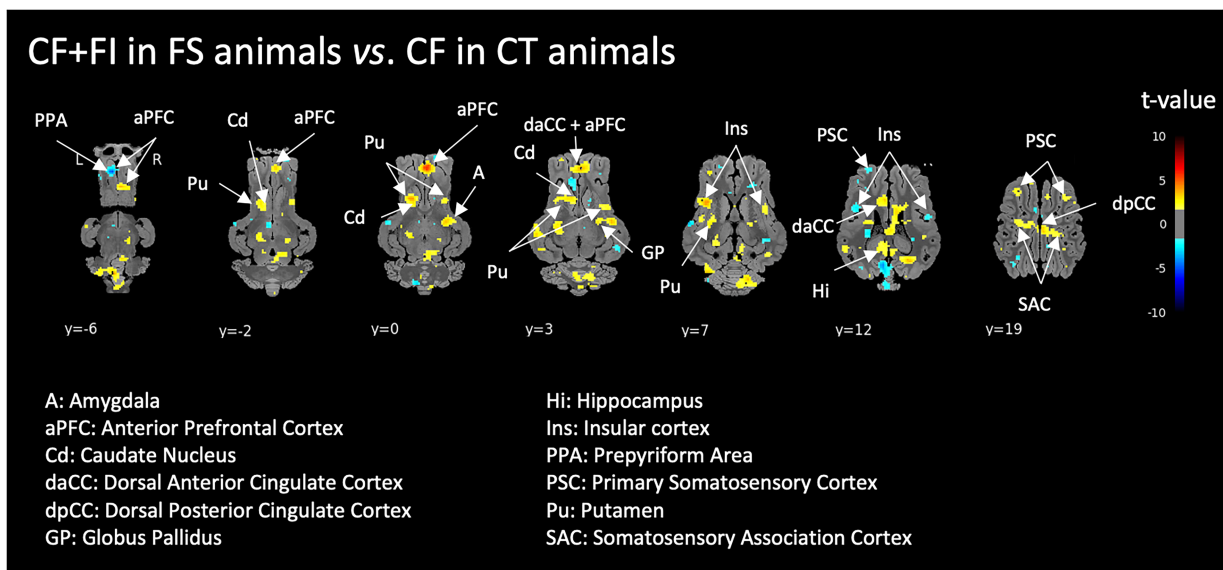 CF+FI in FS animals vs. CF in CT animals
t-value
PPA
aPFC
L
R
Cd
aPFC
Pu
aPFC
Pu
A
Cd
daCC + aPFC
Cd
Pu
GP
Ins
Pu
PSC
Ins
daCC
Hi
PSC
dpCC
SAC
10
5
0
-5
-10
y=-6
y=-2
y=0
y=3
y=7
y=12
y=19
A: Amygdala
aPFC: Anterior Prefrontal Cortex
Cd: Caudate Nucleus
daCC: Dorsal Anterior Cingulate Cortex
dpCC: Dorsal Posterior Cingulate Cortex
GP: Globus Pallidus
Hi: Hippocampus
Ins: Insular cortex
PPA: Prepyriform Area
PSC: Primary Somatosensory Cortex
Pu: Putamen
SAC: Somatosensory Association Cortex